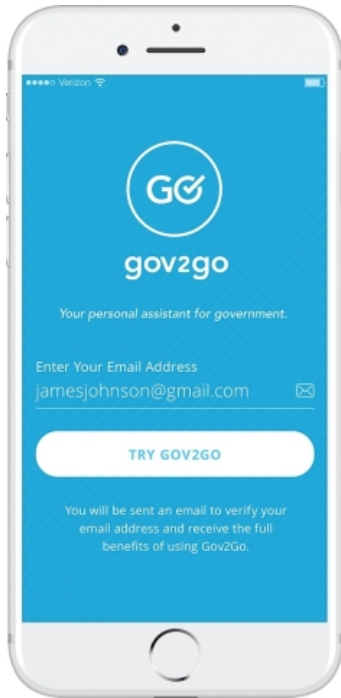 Verizon
GO
gov2go
Your personal assistant for government.
Enter Your Email Address
jamesjohnson@gmail.com
TRY GOV2GO
You will be sent an email to verify your
email address and receive the full
benefits of using Gov2Go.